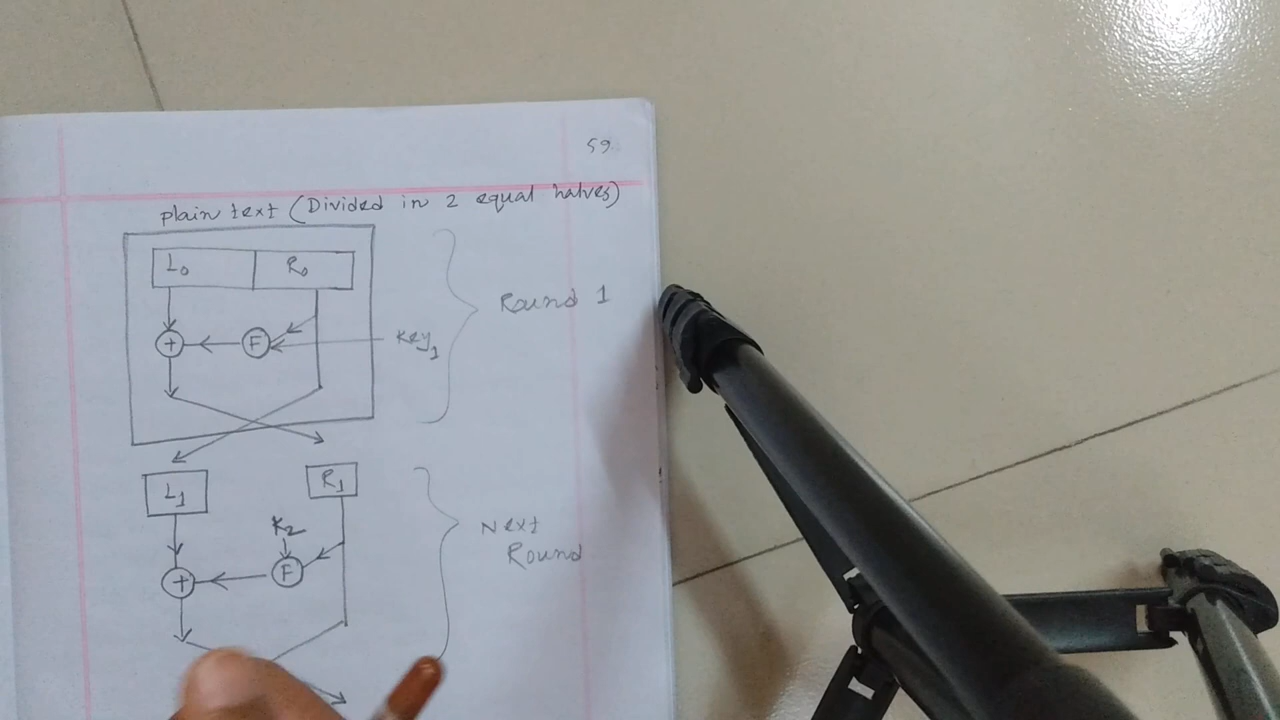 59
plain text (Divided in 2 equal halves)
L0 R0
Round 1
+ F Key1
L1 R1
K2
Next
Round
+ F